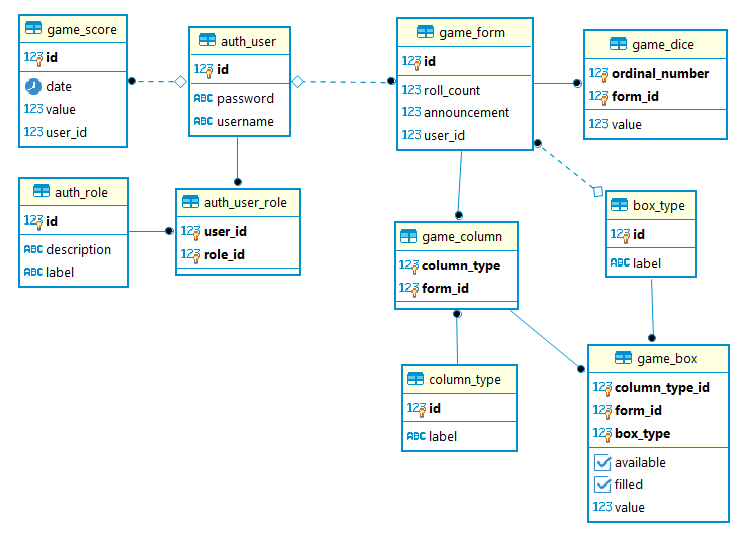 game_score
123 id
date
123 value
123 user_id
auth_user
123 id
ABC password
ABC username
game_form
123 id
123 roll_count
123 announcement
123 user_id
game_dice
123 ordinal_number
123 form_id
123 value
auth_role
123 id
ABC description
ABC label
auth_user_role
123 user_id
123 role_id
game_column
123 column_type
123 form_id
box_type
123 id
ABC label
column_type
123 id
ABC label
game_box
123 column_type_id
123 form_id
123 box_type
available
filled
123 value